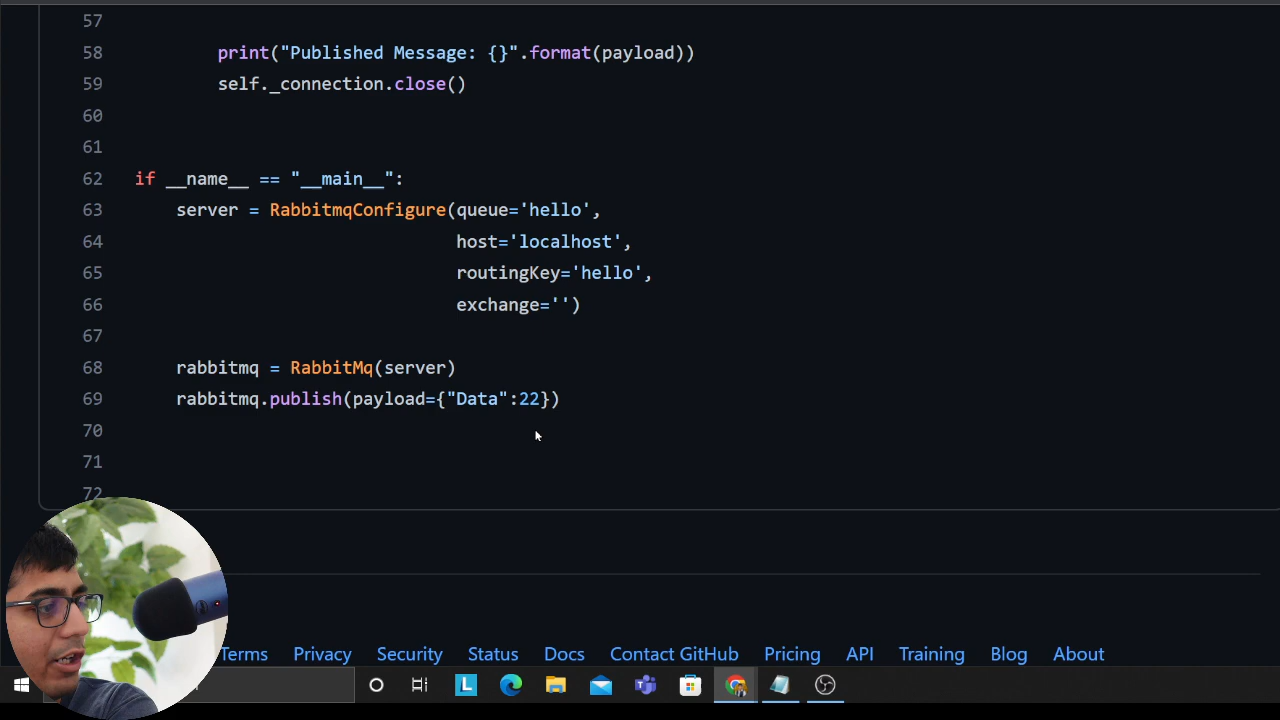 57
58 print("Published Message: {}".format(payload))
59 self._connection.close()
60
61
62 if __name__ == "__main__":
63 server = RabbitmqConfigure(queue='hello',
64 host='localhost',
65 routingKey='hello',
66 exchange='')
67
68 rabbitmq = RabbitMq(server)
69 rabbitmq.publish(payload={"Data":22})
70
71
72
Terms Privacy Security Status Docs Contact GitHub Pricing API Training Blog About
L